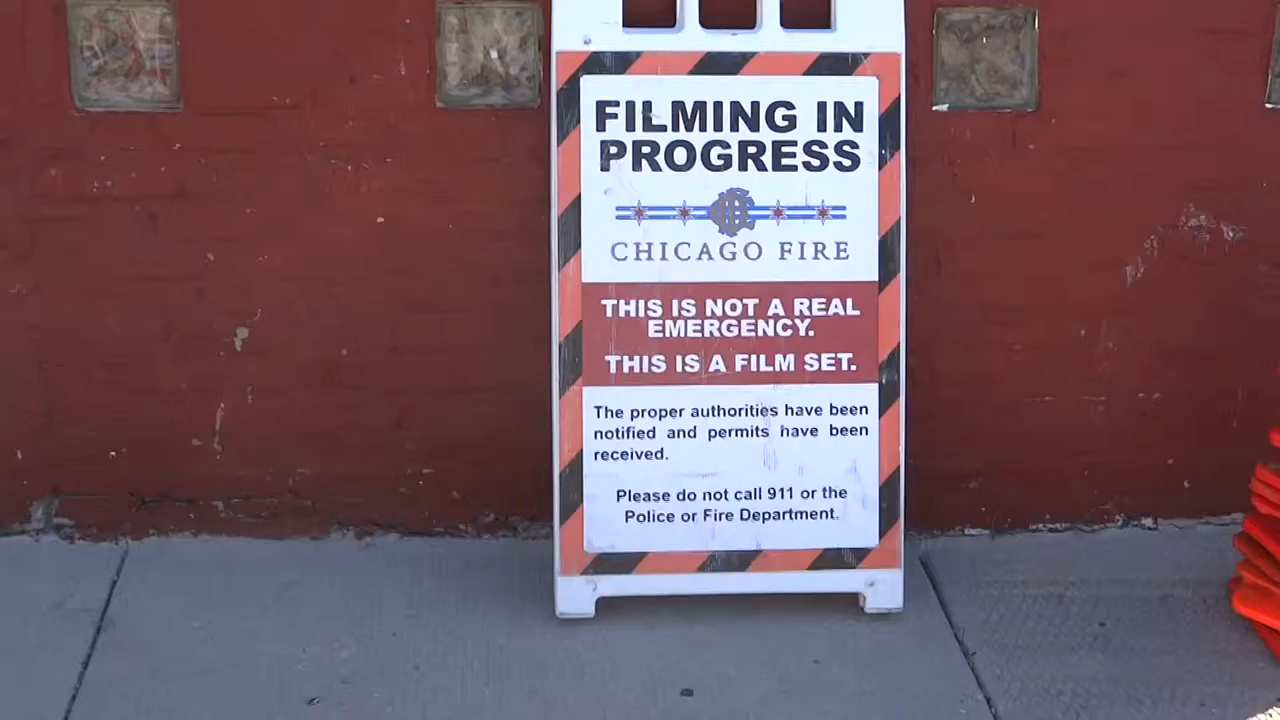 FILMING IN
PROGRESS
CHICAGO FIRE
THIS IS NOT A REAL
EMERGENCY.
THIS IS A FILM SET.
The proper authorities have been
notified and permits have been
received.
Please do not call 911 or the
Police or Fire Department.